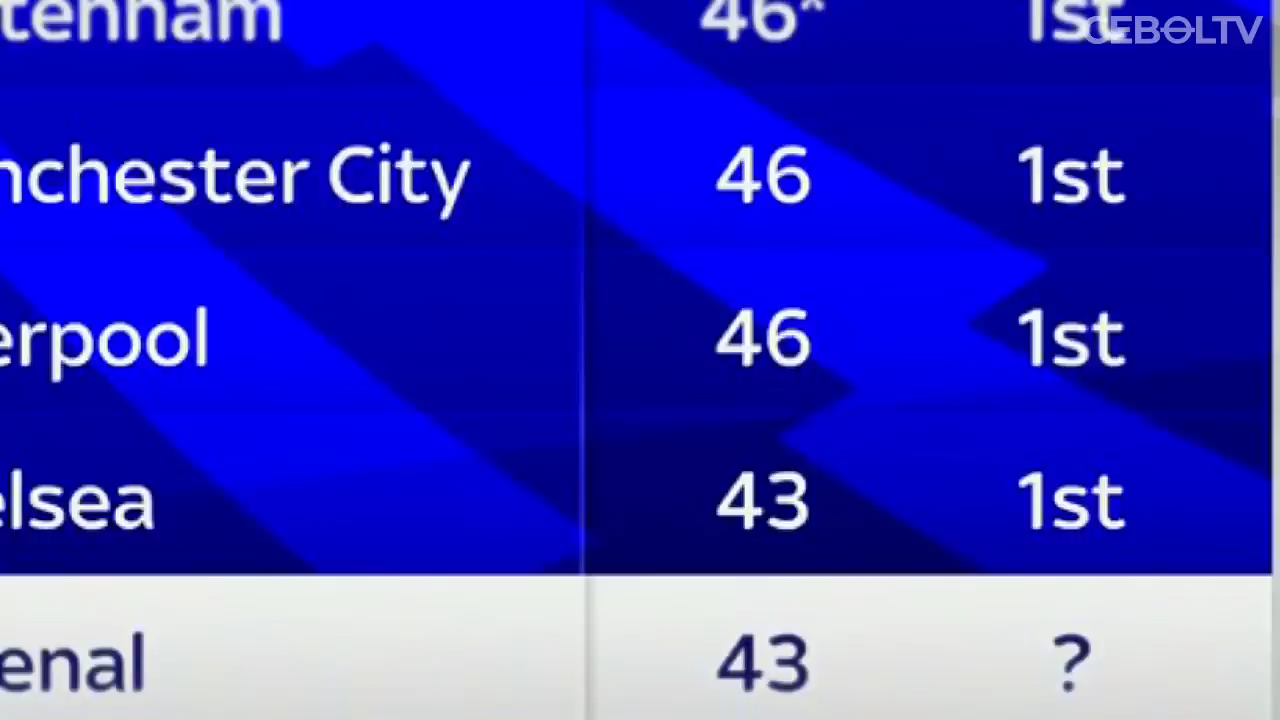 tenham 46* 1st
CEBOLTV
nchester City 46 1st
erpool 46 1st
elsea 43 1st
enal 43 ?